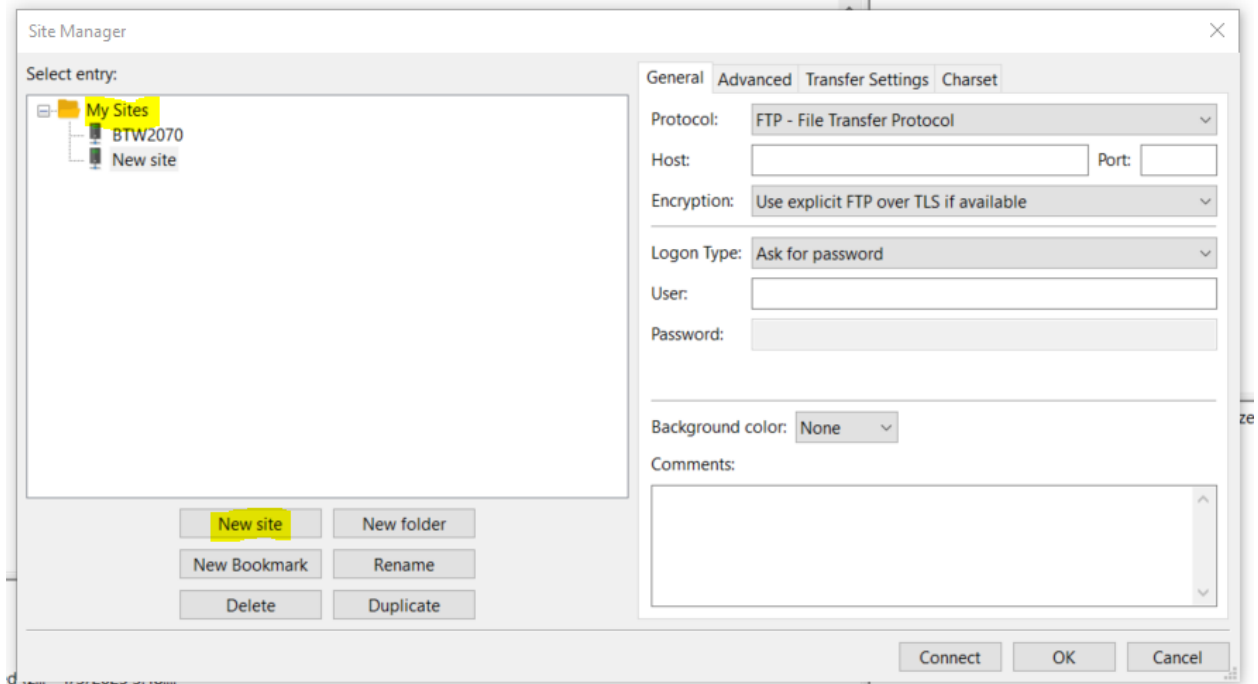 Site Manager
Select entry:
My Sites
BTW2070
New site
New site
New folder
New Bookmark
Rename
Delete
Duplicate
General Advanced Transfer Settings Charset
Protocol: FTP - File Transfer Protocol
Host: Port:
Encryption: Use explicit FTP over TLS if available
Logon Type: Ask for password
User:
Password:
Background color: None
Comments:
Connect OK Cancel
ze